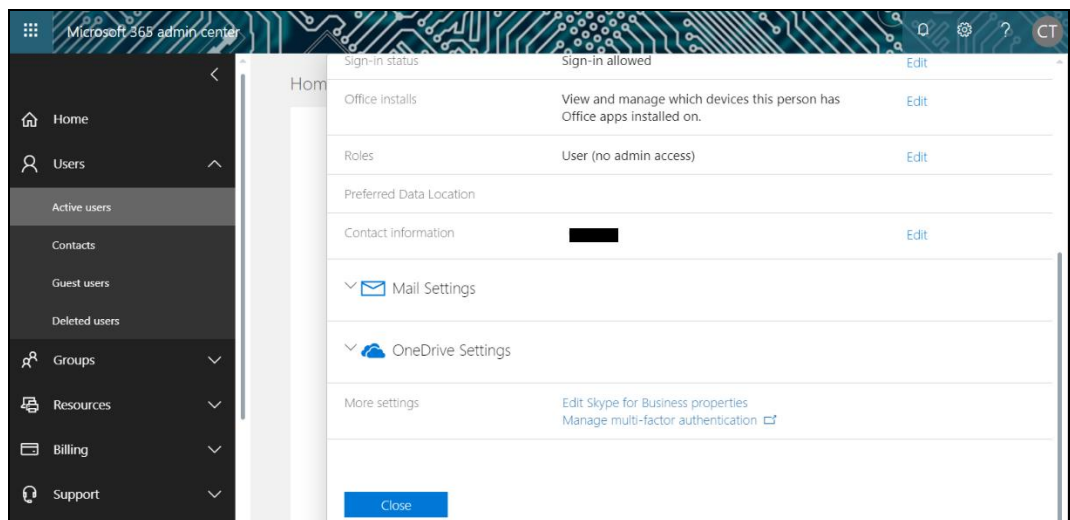 Microsoft 365 admin center
?
CT
Home
Users
Active users
Contacts
Guest users
Deleted users
Groups
Resources
Billing
Support
Hom
Sign-in status Sign-in allowed Edit
Office installs View and manage which devices this person has Edit
Office apps installed on.
Roles User (no admin access) Edit
Preferred Data Location
Contact information Edit
Mail Settings
OneDrive Settings
More settings Edit Skype for Business properties
Manage multi-factor authentication
Close